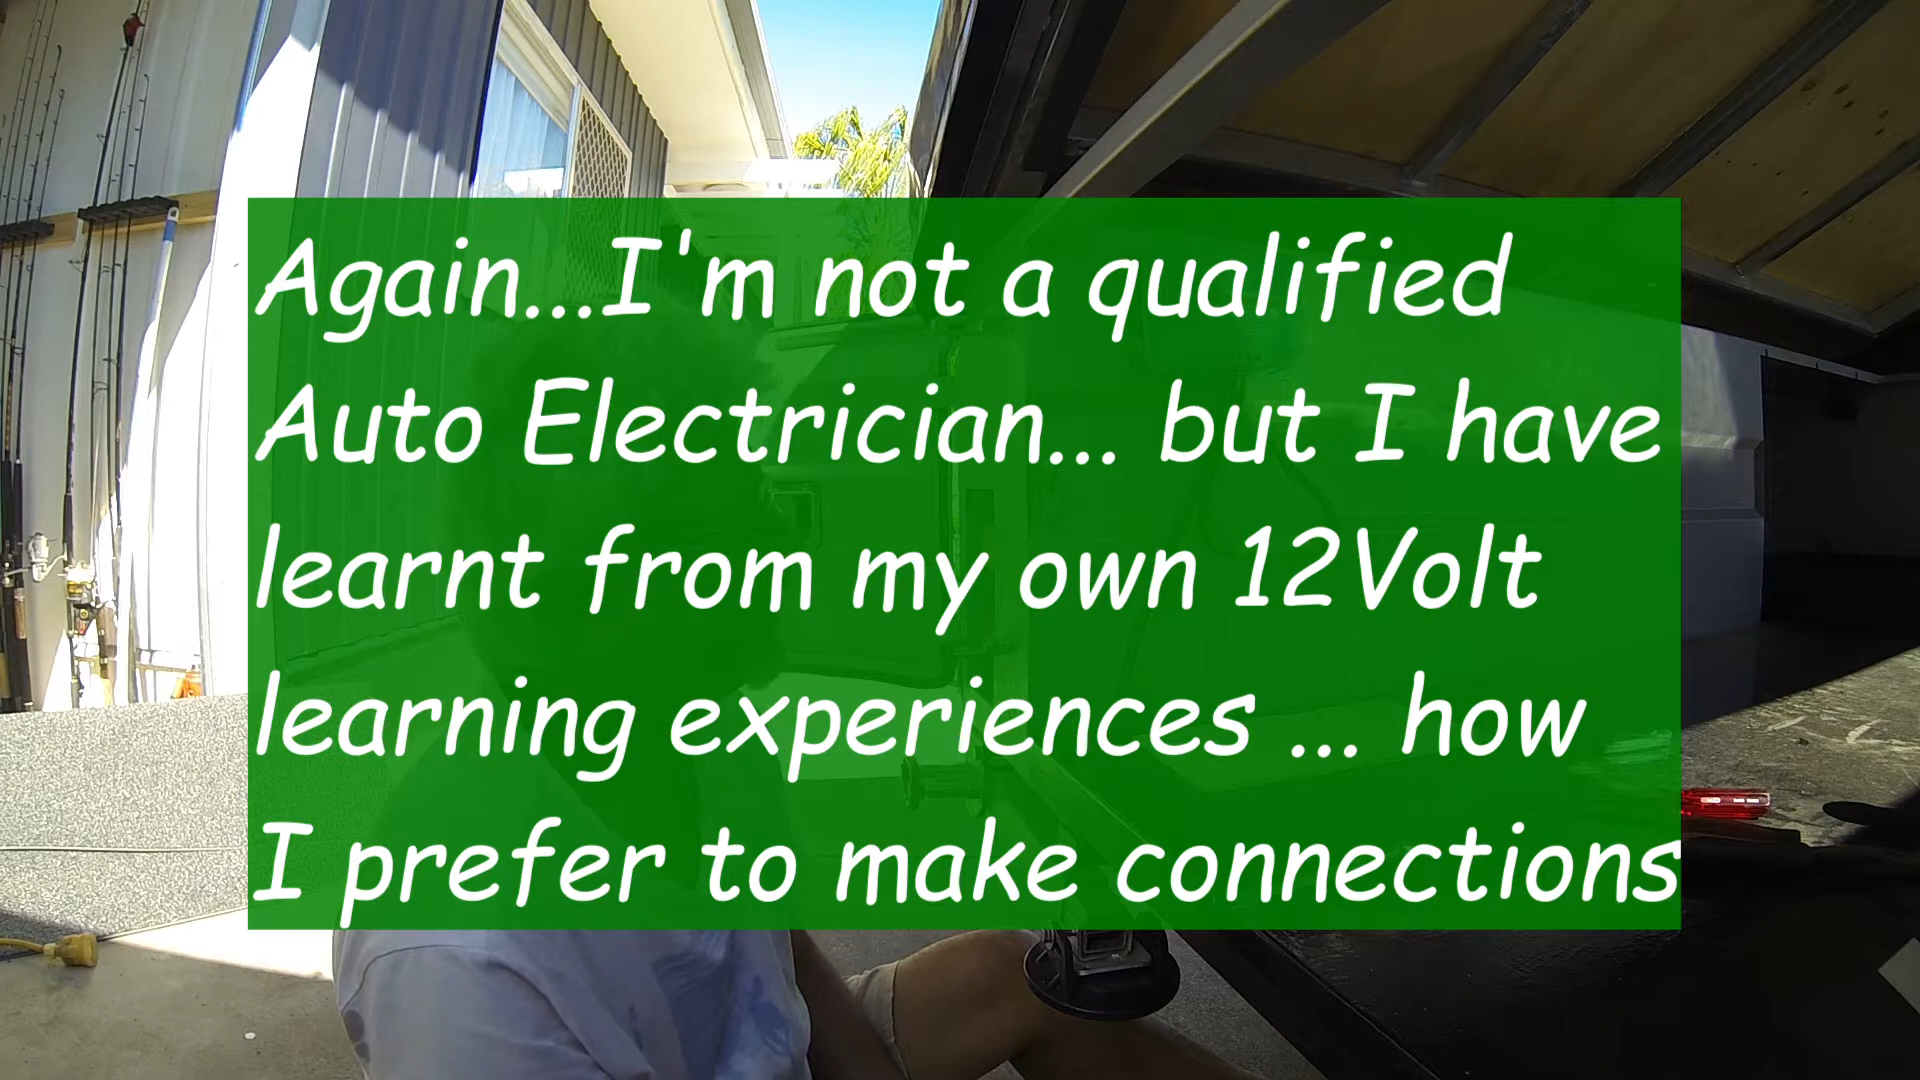 Again...I'm not a qualified
Auto Electrician... but I have
learnt from my own 12Volt
learning experiences ... how
I prefer to make connections